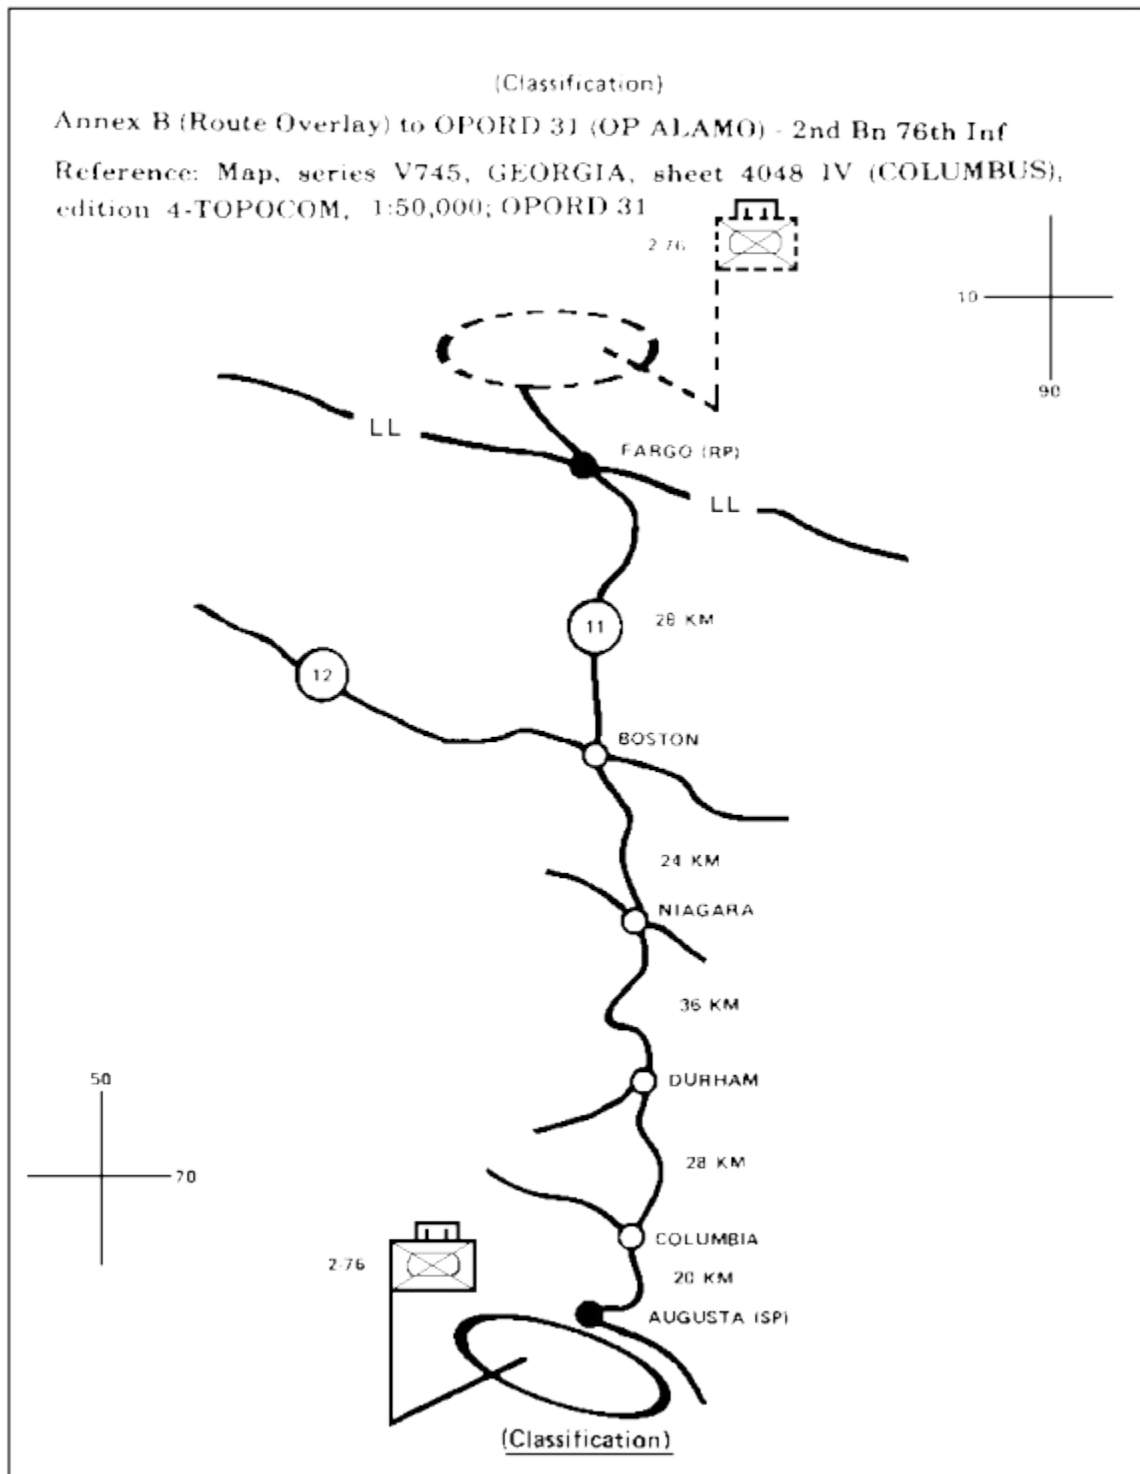 (Classification)
Annex B (Route Overlay) to OPORD 31 (OP ALAMO) - 2nd Bn 76th Inf
Reference: Map, series V745, GEORGIA, sheet 4048 IV (COLUMBUS),
edition 4-TOPOCOM, 1:50,000; OPORD 31
2-76
10
90
LL
FARGO (RP)
LL
11
28 KM
12
BOSTON
24 KM
NIAGARA
36 KM
50
DURHAM
70
28 KM
COLUMBIA
2-76
20 KM
AUGUSTA (SP)
(Classification)